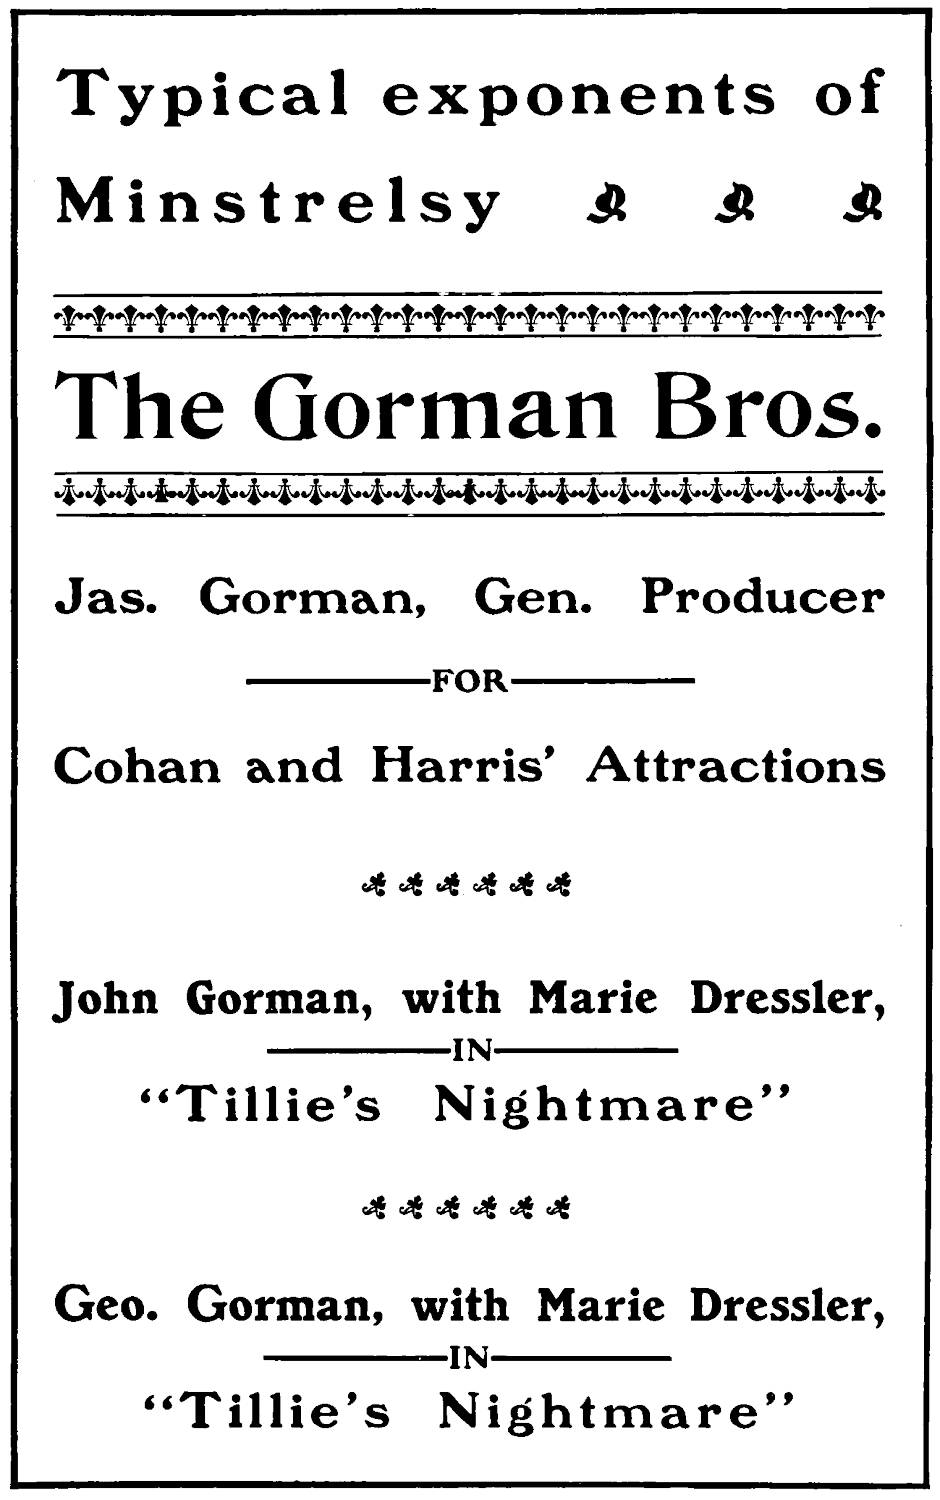 Typical exponents of
Minstrelsy
The Gorman Bros.
Jas. Gorman, Gen. Producer
FOR
Cohan and Harris' Attractions
John Gorman, with Marie Dressler,
IN
"Tillie's Nightmare"
Geo. Gorman, with Marie Dressler,
IN
"Tillie's Nightmare"